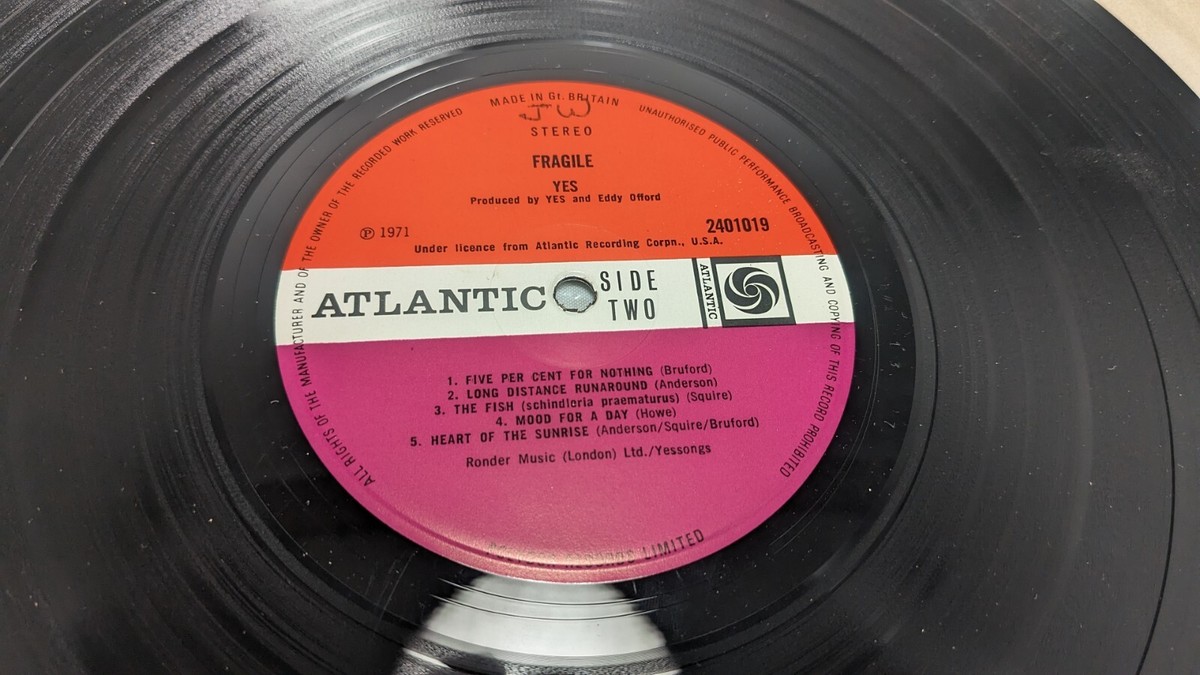 MADE IN Gt. BRITAIN
JW
STEREO
FRAGILE
YES
Produced by YES and Eddy Offord
℗ 1971
2401019
Under licence from Atlantic Recording Corpn., U.S.A.
ATLANTIC
SIDE
TWO
ATLANTIC
1. FIVE PER CENT FOR NOTHING (Bruford)
2. LONG DISTANCE RUNAROUND (Anderson)
3. THE FISH (schindleria praematurus) (Squire)
4. MOOD FOR A DAY (Howe)
5. HEART OF THE SUNRISE (Anderson/Squire/Bruford)
Ronder Music (London) Ltd./Yessongs
ALL RIGHTS OF THE MANUFACTURER AND OF THE OWNER OF THE RECORDED WORK RESERVED
UNAUTHORISED PUBLIC PERFORMANCE BROADCASTING AND COPYING OF THIS RECORD PROHIBITED
LIMITED